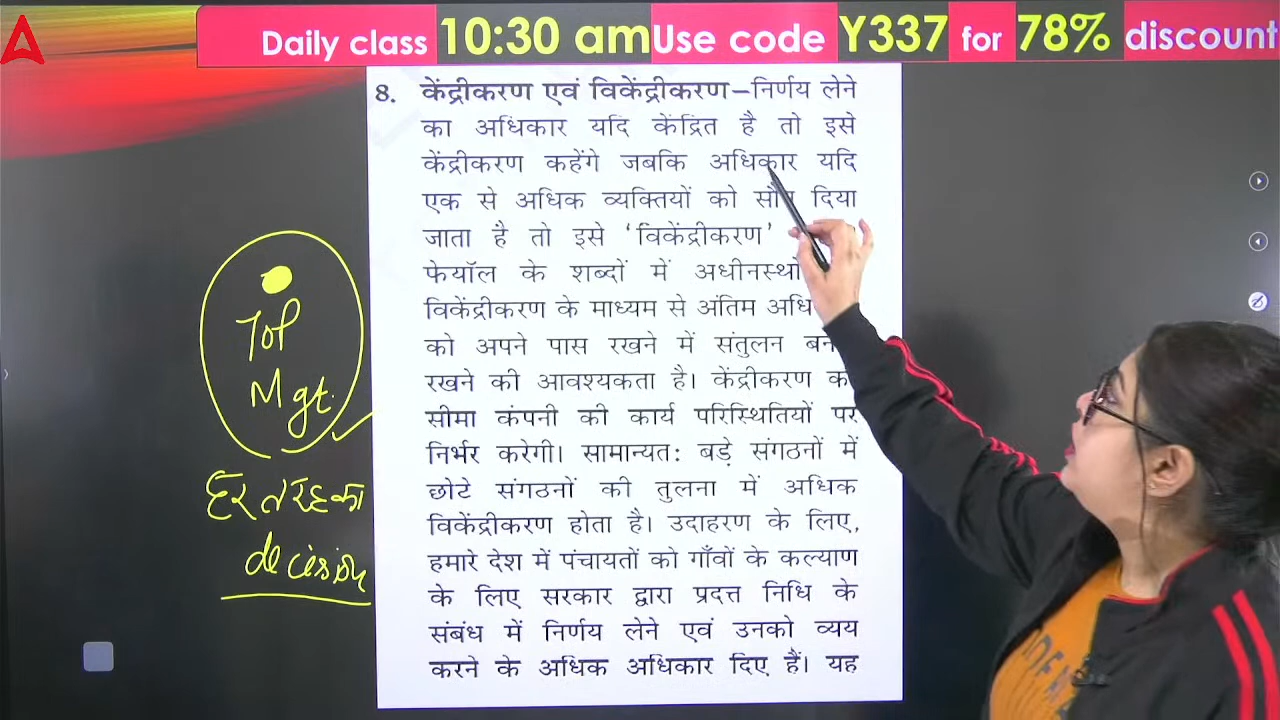 Daily class 10:30 am Use code Y337 for 78% discount
8. केंद्रीकरण एवं विकेंद्रीकरण–निर्णय लेने
का अधिकार यदि केंद्रित है तो इसे
केंद्रीकरण कहेंगे जबकि अधिकार यदि
एक से अधिक व्यक्तियों को सौंप दिया
जाता है तो इसे 'विकेंद्रीकरण'
फेयॉल के शब्दों में अधीनस्थों
विकेंद्रीकरण के माध्यम से अंतिम
को अपने पास रखने में संतुलन
रखने की आवश्यकता है। केंद्रीकरण
सीमा कंपनी की कार्य परिस्थितियों पर
निर्भर करेगी। सामान्यत: बड़े संगठनों में
छोटे संगठनों की तुलना में अधिक
विकेंद्रीकरण होता है। उदाहरण के लिए,
हमारे देश में पंचायतों को गाँवों के कल्याण
के लिए सरकार द्वारा प्रदत्त निधि के
संबंध में निर्णय लेने एवं उनको व्यय
करने के अधिक अधिकार दिए हैं। यह
Top
Mgt.
हर तरह का
decision